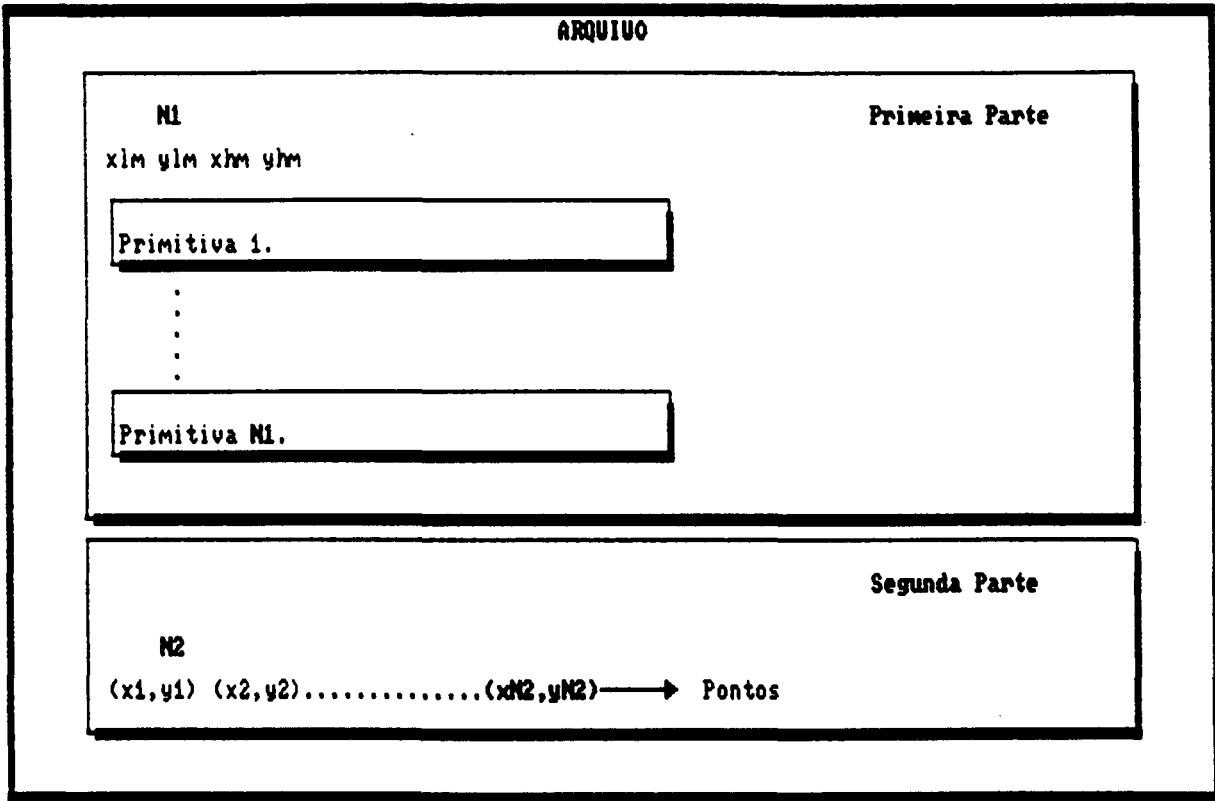 ARQUIVO
N1
Primeira Parte
xlm ylm xhm yhm
Primitiva 1.
.
.
.
.
.
Primitiva N1.
Segunda Parte
N2
(x1,y1) (x2,y2)..............(xN2,yN2) Pontos